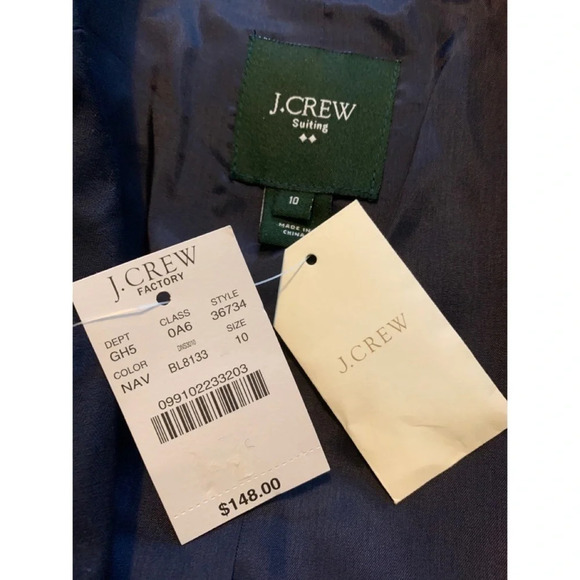 J.CREW
Suiting
10
MADE IN
CHINA
J.CREW
FACTORY
DEPT CLASS STYLE
GH5 0A6 36734
COLOR SIZE
NAV BL8133 10
099102233203
$148.00
J.CREW